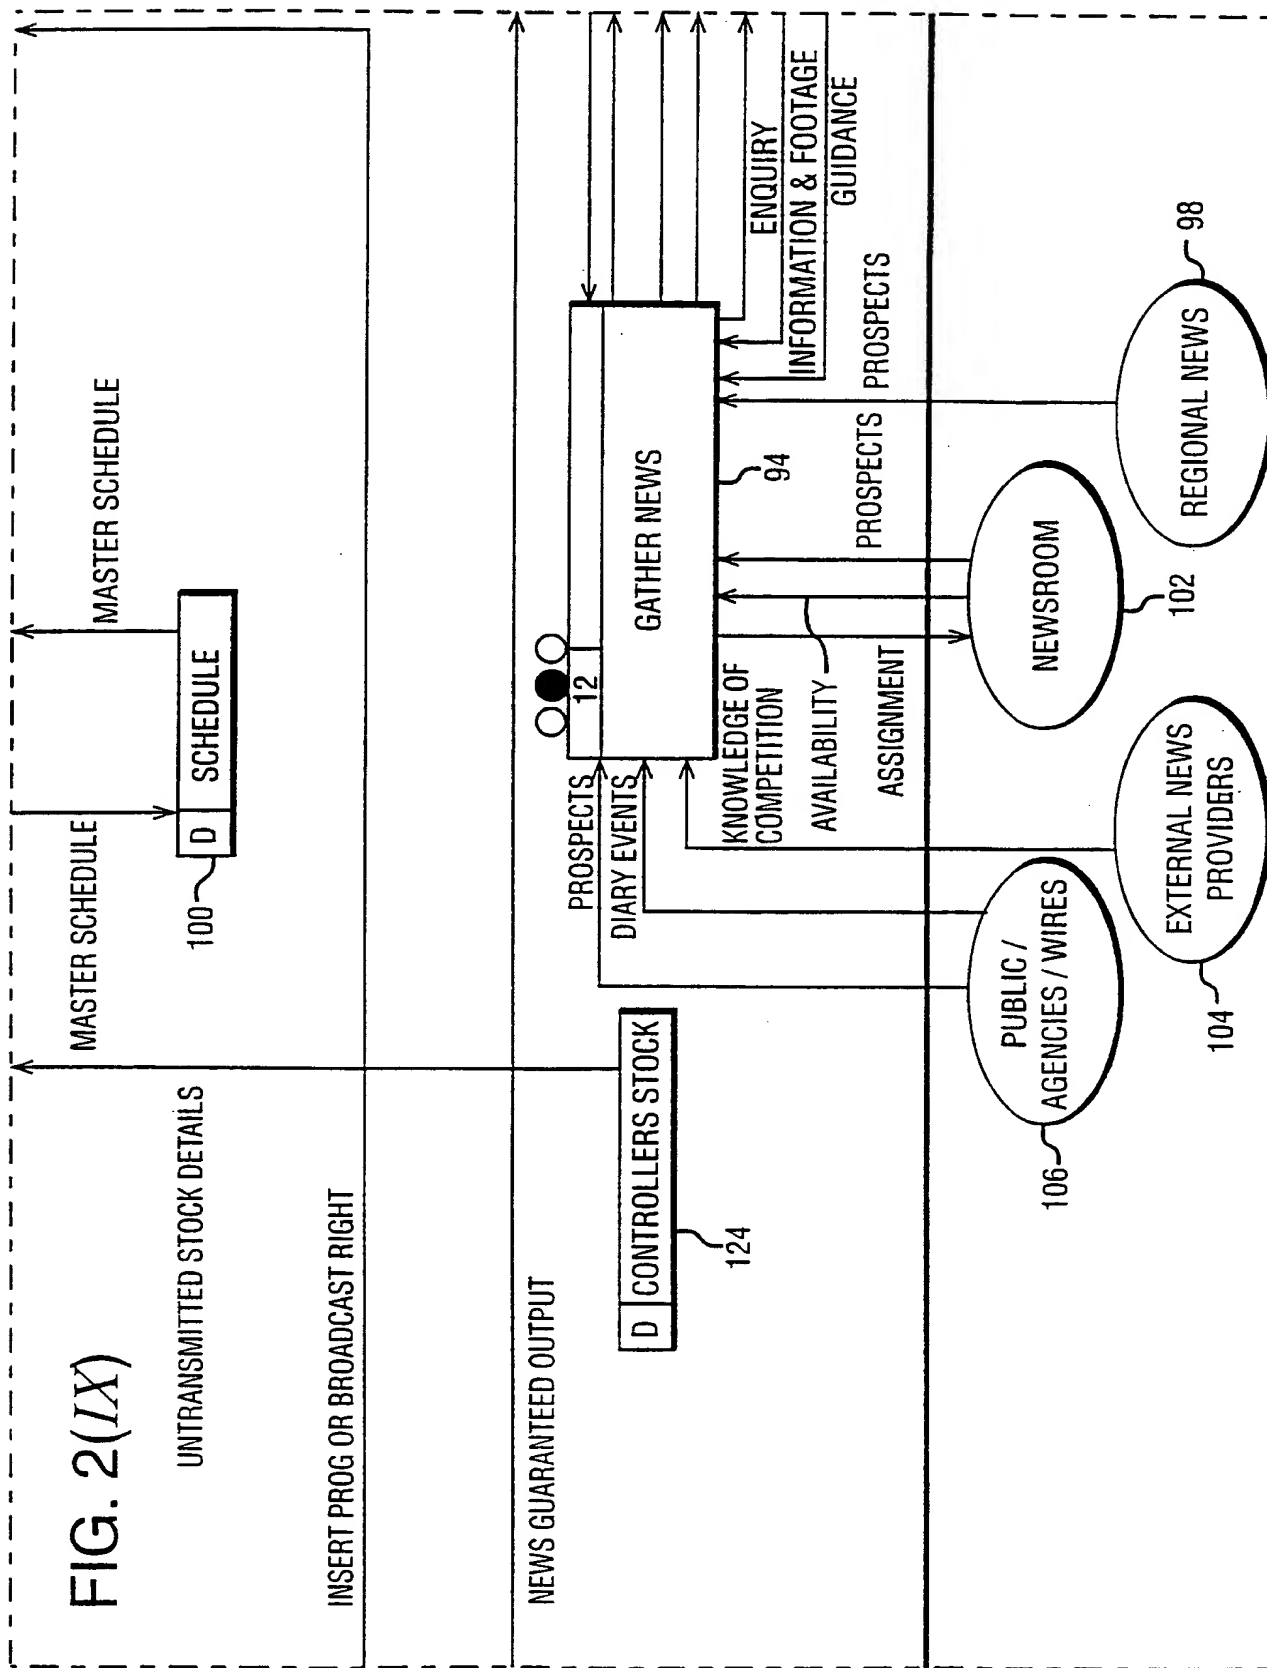 FIG. 2(IX)
UNTRANSMITTED STOCK DETAILS
MASTER SCHEDULE
MASTER SCHEDULE
D
SCHEDULE
100
INSERT PROG OR BROADCAST RIGHT
NEWS GUARANTEED OUTPUT
D
CONTROLLERS STOCK
124
PROSPECTS
DIARY EVENTS
12
GATHER NEWS
94
ENQUIRY
INFORMATION & FOOTAGE
GUIDANCE
KNOWLEDGE OF
COMPETITION
AVAILABILITY
ASSIGNMENT
PROSPECTS
PROSPECTS
PUBLIC /
AGENCIES / WIRES
106
EXTERNAL NEWS
PROVIDERS
104
NEWSROOM
102
REGIONAL NEWS
98